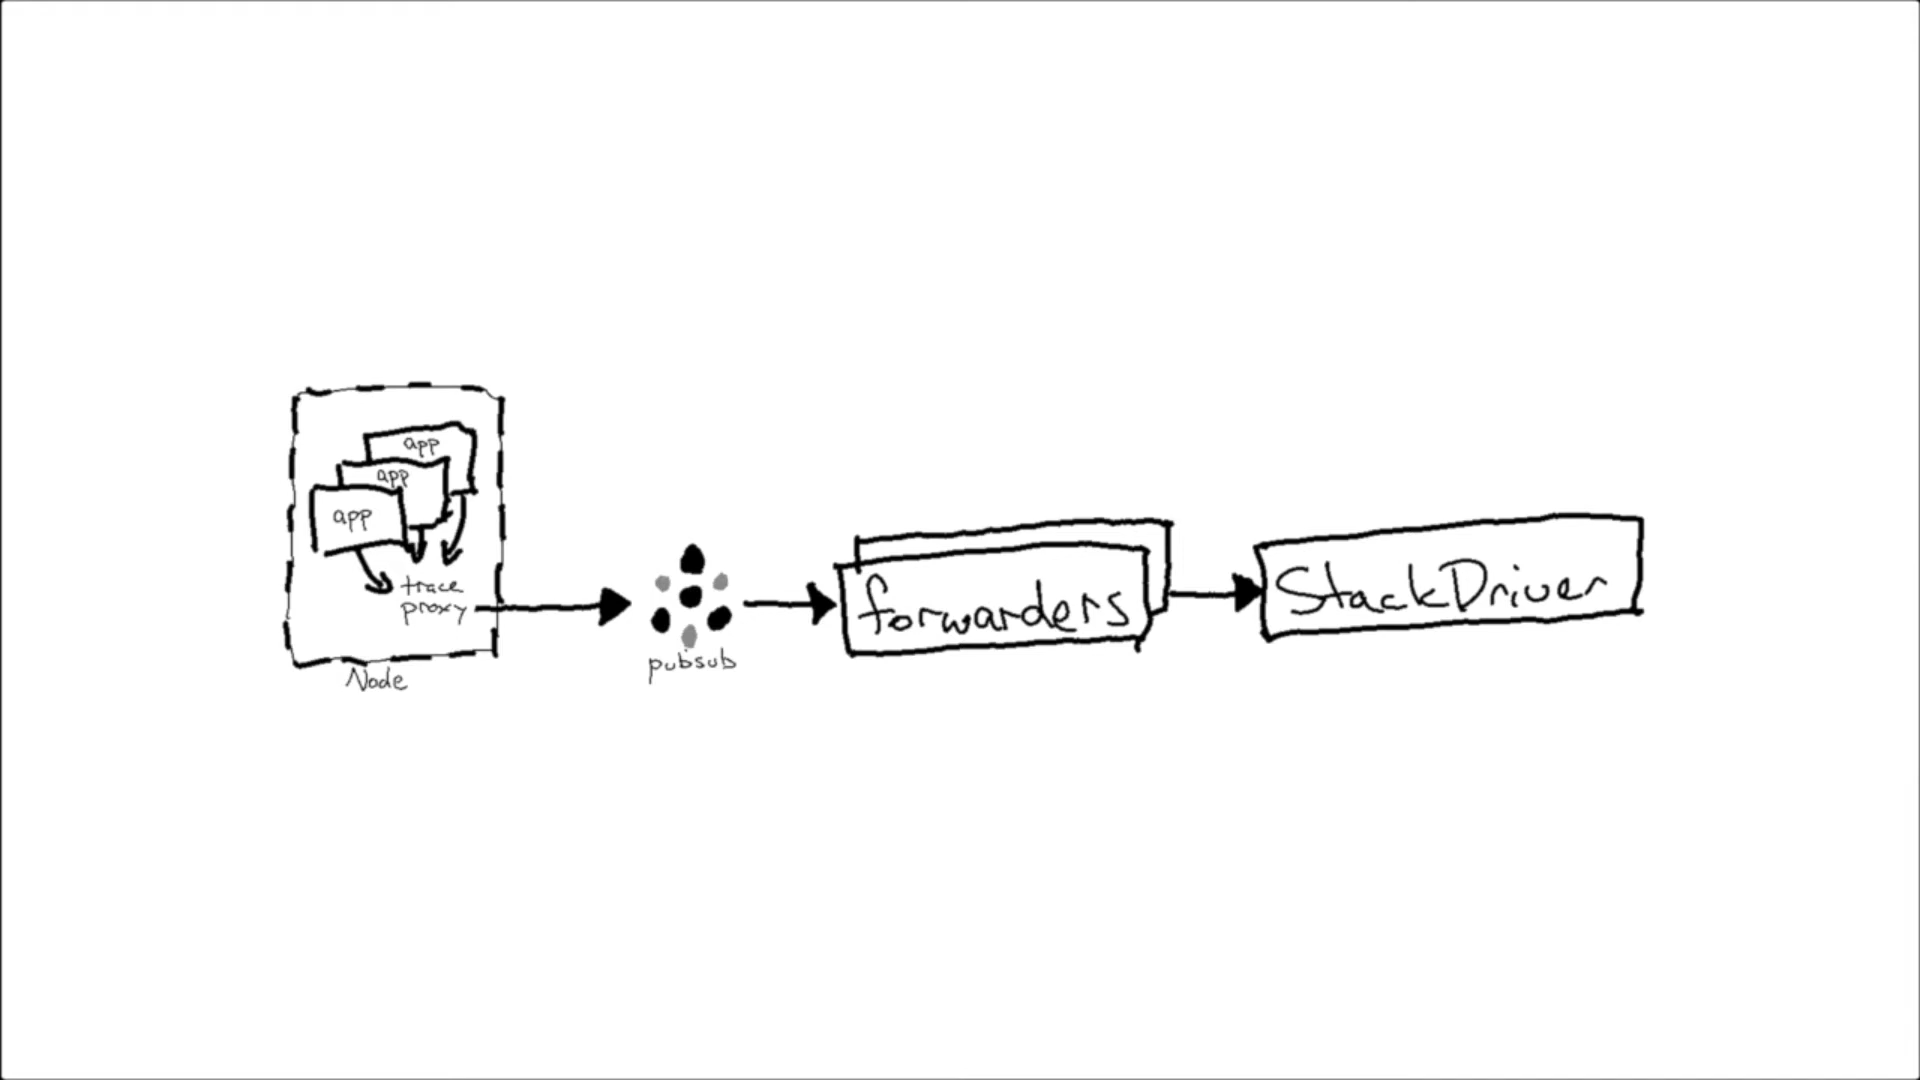 app
app
app
trace
proxy
Node
pubsub
forwarders
StackDriver